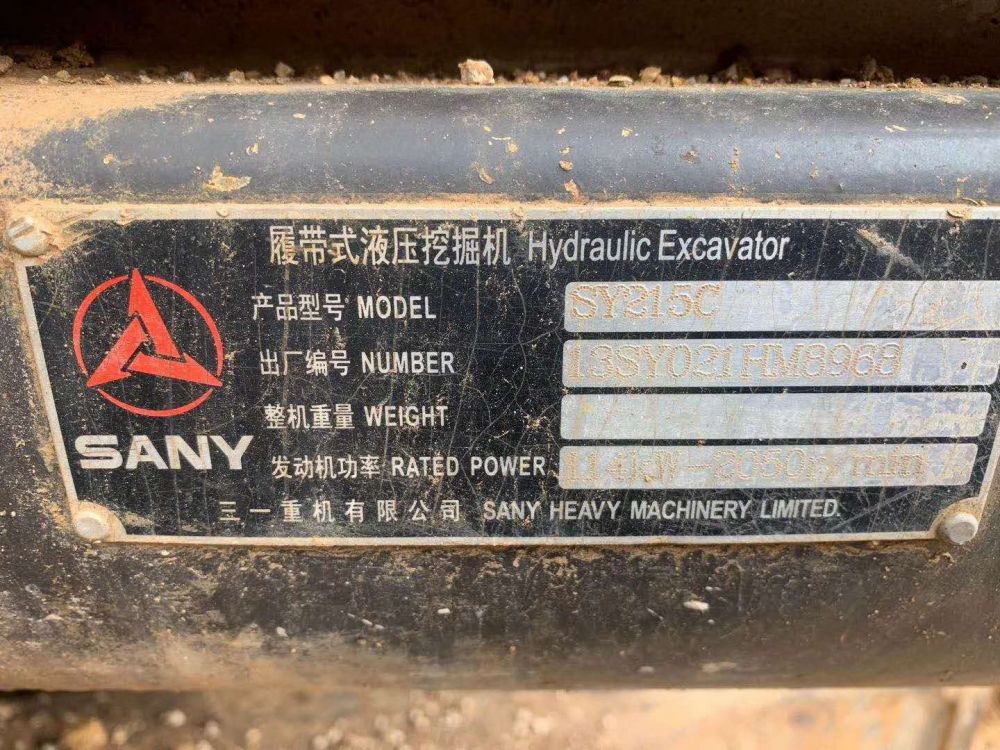 履带式液压挖掘机 Hydraulic Excavator
产品型号 MODEL SY215C
出厂编号 NUMBER 13SY021HM8968
整机重量 WEIGHT
发动机功率 RATED POWER 114kW
SANY
三一重机有限公司 SANY HEAVY MACHINERY LIMITED.